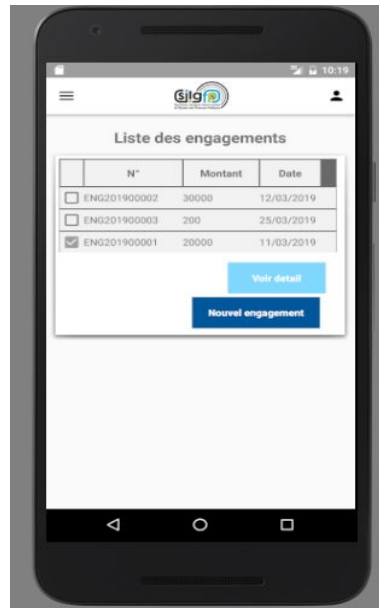 10:19
Sjigfip
Liste des engagements
N° Montant Date
ENG201900002 30000 12/03/2019
ENG201900003 200 25/03/2019
ENG201900001 20000 11/03/2019
Voir detail
Nouvel engagement